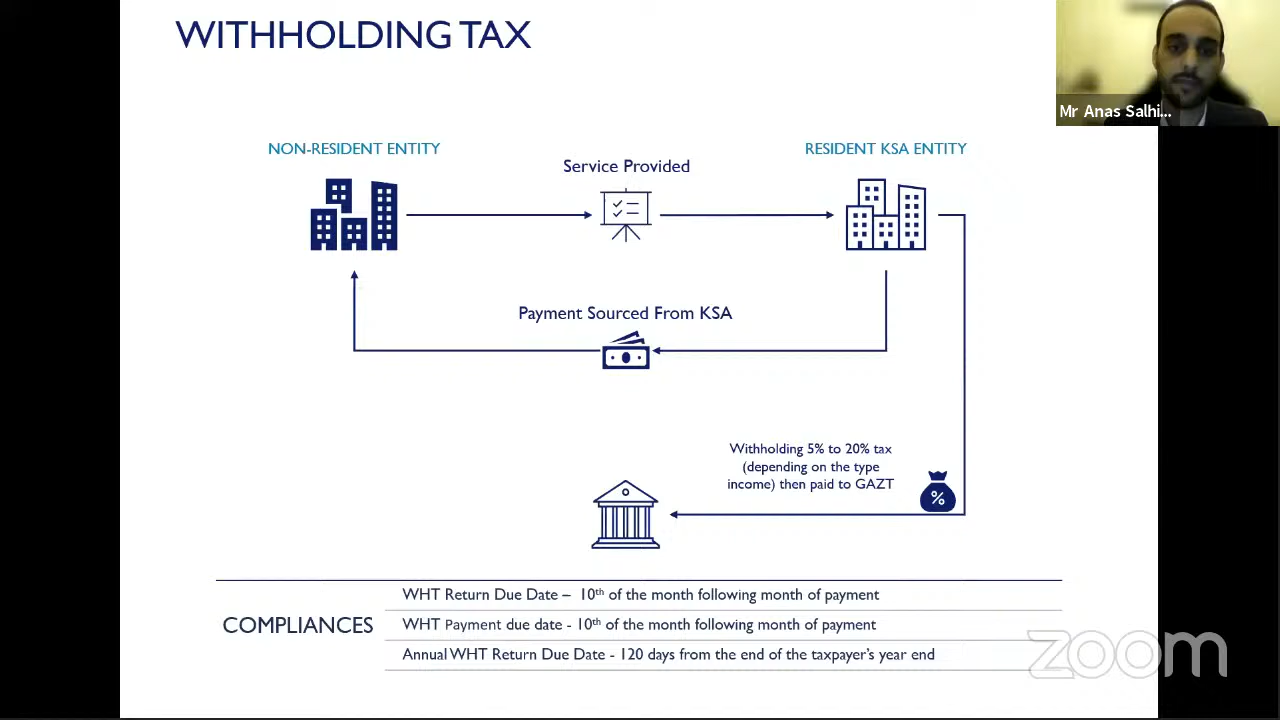 WITHHOLDING TAX
Mr Anas Salhi...
NON-RESIDENT ENTITY
Service Provided
RESIDENT KSA ENTITY
Payment Sourced From KSA
Withholding 5% to 20% tax
(depending on the type
income) then paid to GAZT
%
COMPLIANCES
WHT Return Due Date – 10th of the month following month of payment
WHT Payment due date - 10th of the month following month of payment
Annual WHT Return Due Date - 120 days from the end of the taxpayer's year end
zoom